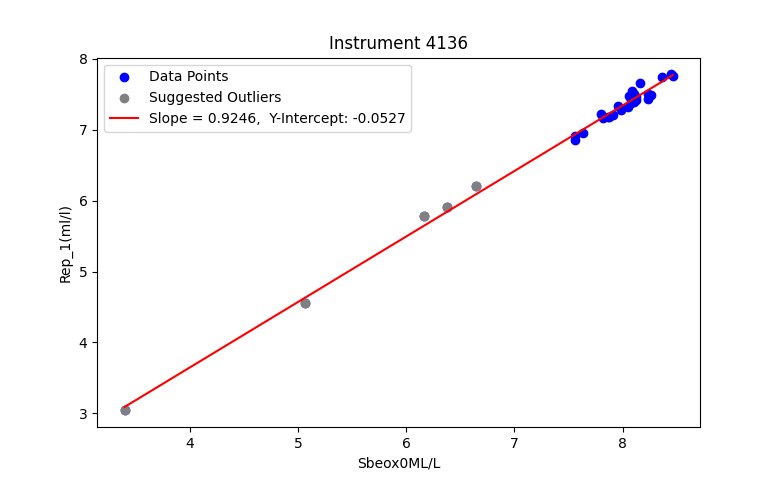 Instrument 4136
Data Points
Suggested Outliers
Slope = 0.9246,  Y-Intercept: -0.0527
Rep_1(ml/l)
8
7
6
5
4
3
4 5 6 7 8
Sbeox0ML/L